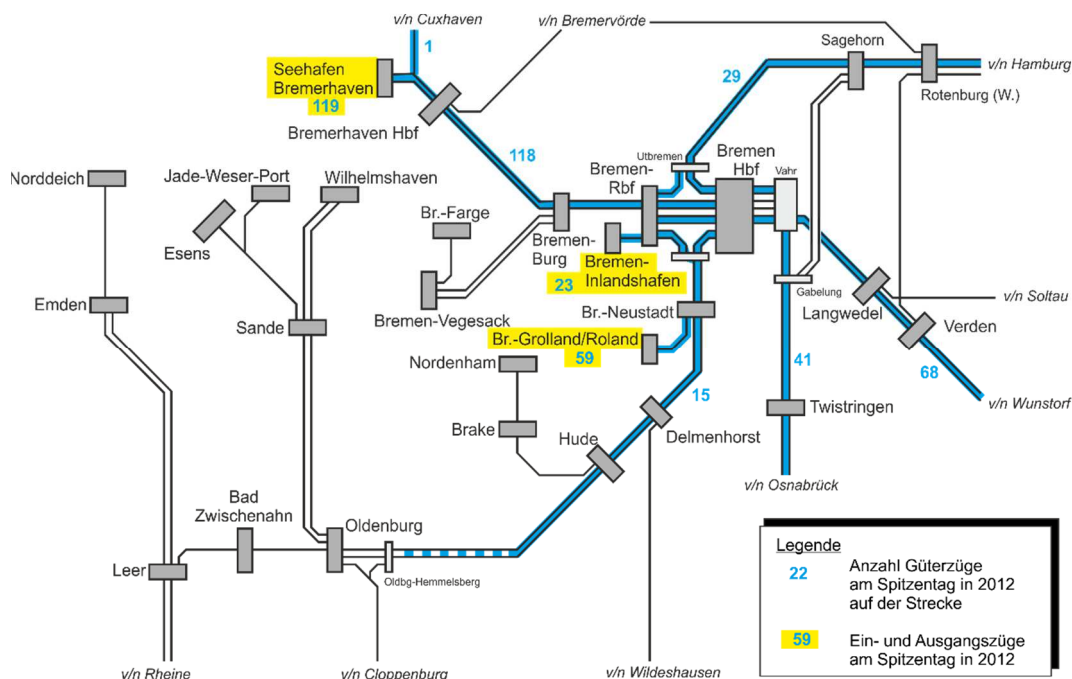 v/n Cuxhaven
v/n Bremervörde
1
Sagehorn
v/n Hamburg
Seehafen
Bremerhaven
119
29
Rotenburg (W.)
Bremerhaven Hbf
118
Utbremen
Bremen
Hbf
Vahr
Bremen-
Rbf
Norddeich
Jade-Weser-Port
Wilhelmshaven
Br.-Farge
Esens
Bremen-
Burg
Bremen-
Inlandshafen
23
Gabelung
Langwedel
v/n Soltau
Emden
Sande
Bremen-Vegesack
Br.-Neustadt
Verden
Br.-Grolland/Roland
59
Nordenham
41
68
15
v/n Wunstorf
Twistringen
Brake
Hude
Delmenhorst
v/n Osnabrück
Bad
Zwischenahn
Oldenburg
Leer
Oldbg-Hemmelsberg
Legende
22
Anzahl Güterzüge
am Spitzentag in 2012
auf der Strecke
59
Ein- und Ausgangszüge
am Spitzentag in 2012
v/n Rheine
v/n Cloppenburg
v/n Wildeshausen